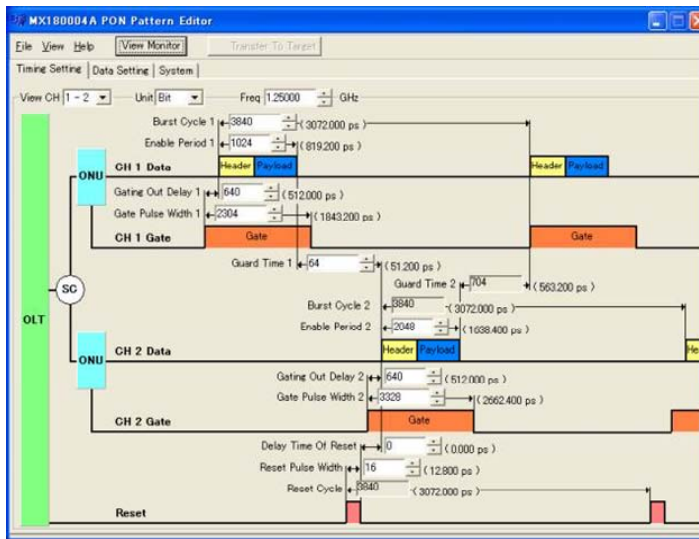 MX180004A PON Pattern Editor
File View Help View Monitor Transfer To Target
Timing Setting Data Setting System
View CH 1 - 2 Unit Bit Freq 1.25000 GHz
Burst Cycle 1 3840 (3072.000 ps)
Enable Period 1 1024 (819.200 ps)
CH 1 Data Header Payload Header Payload
ONU
Gating Out Delay 1 640 (512.000 ps)
Gate Pulse Width 1 2304 (1843.200 ps)
CH 1 Gate Gate Gate
Guard Time 1 64 (51.200 ps)
Guard Time 2 704 (563.200 ps)
SC
Burst Cycle 2 3840 (3072.000 ps)
OLT
Enable Period 2 2048 (1638.400 ps)
CH 2 Data Header Payload He
ONU
Gating Out Delay 2 640 (512.000 ps)
Gate Pulse Width 2 3328 (2662.400 ps)
CH 2 Gate Gate
Delay Time Of Reset 0 (0.000 ps)
Reset Pulse Width 16 (12.800 ps)
Reset Cycle 3840 (3072.000 ps)
Reset